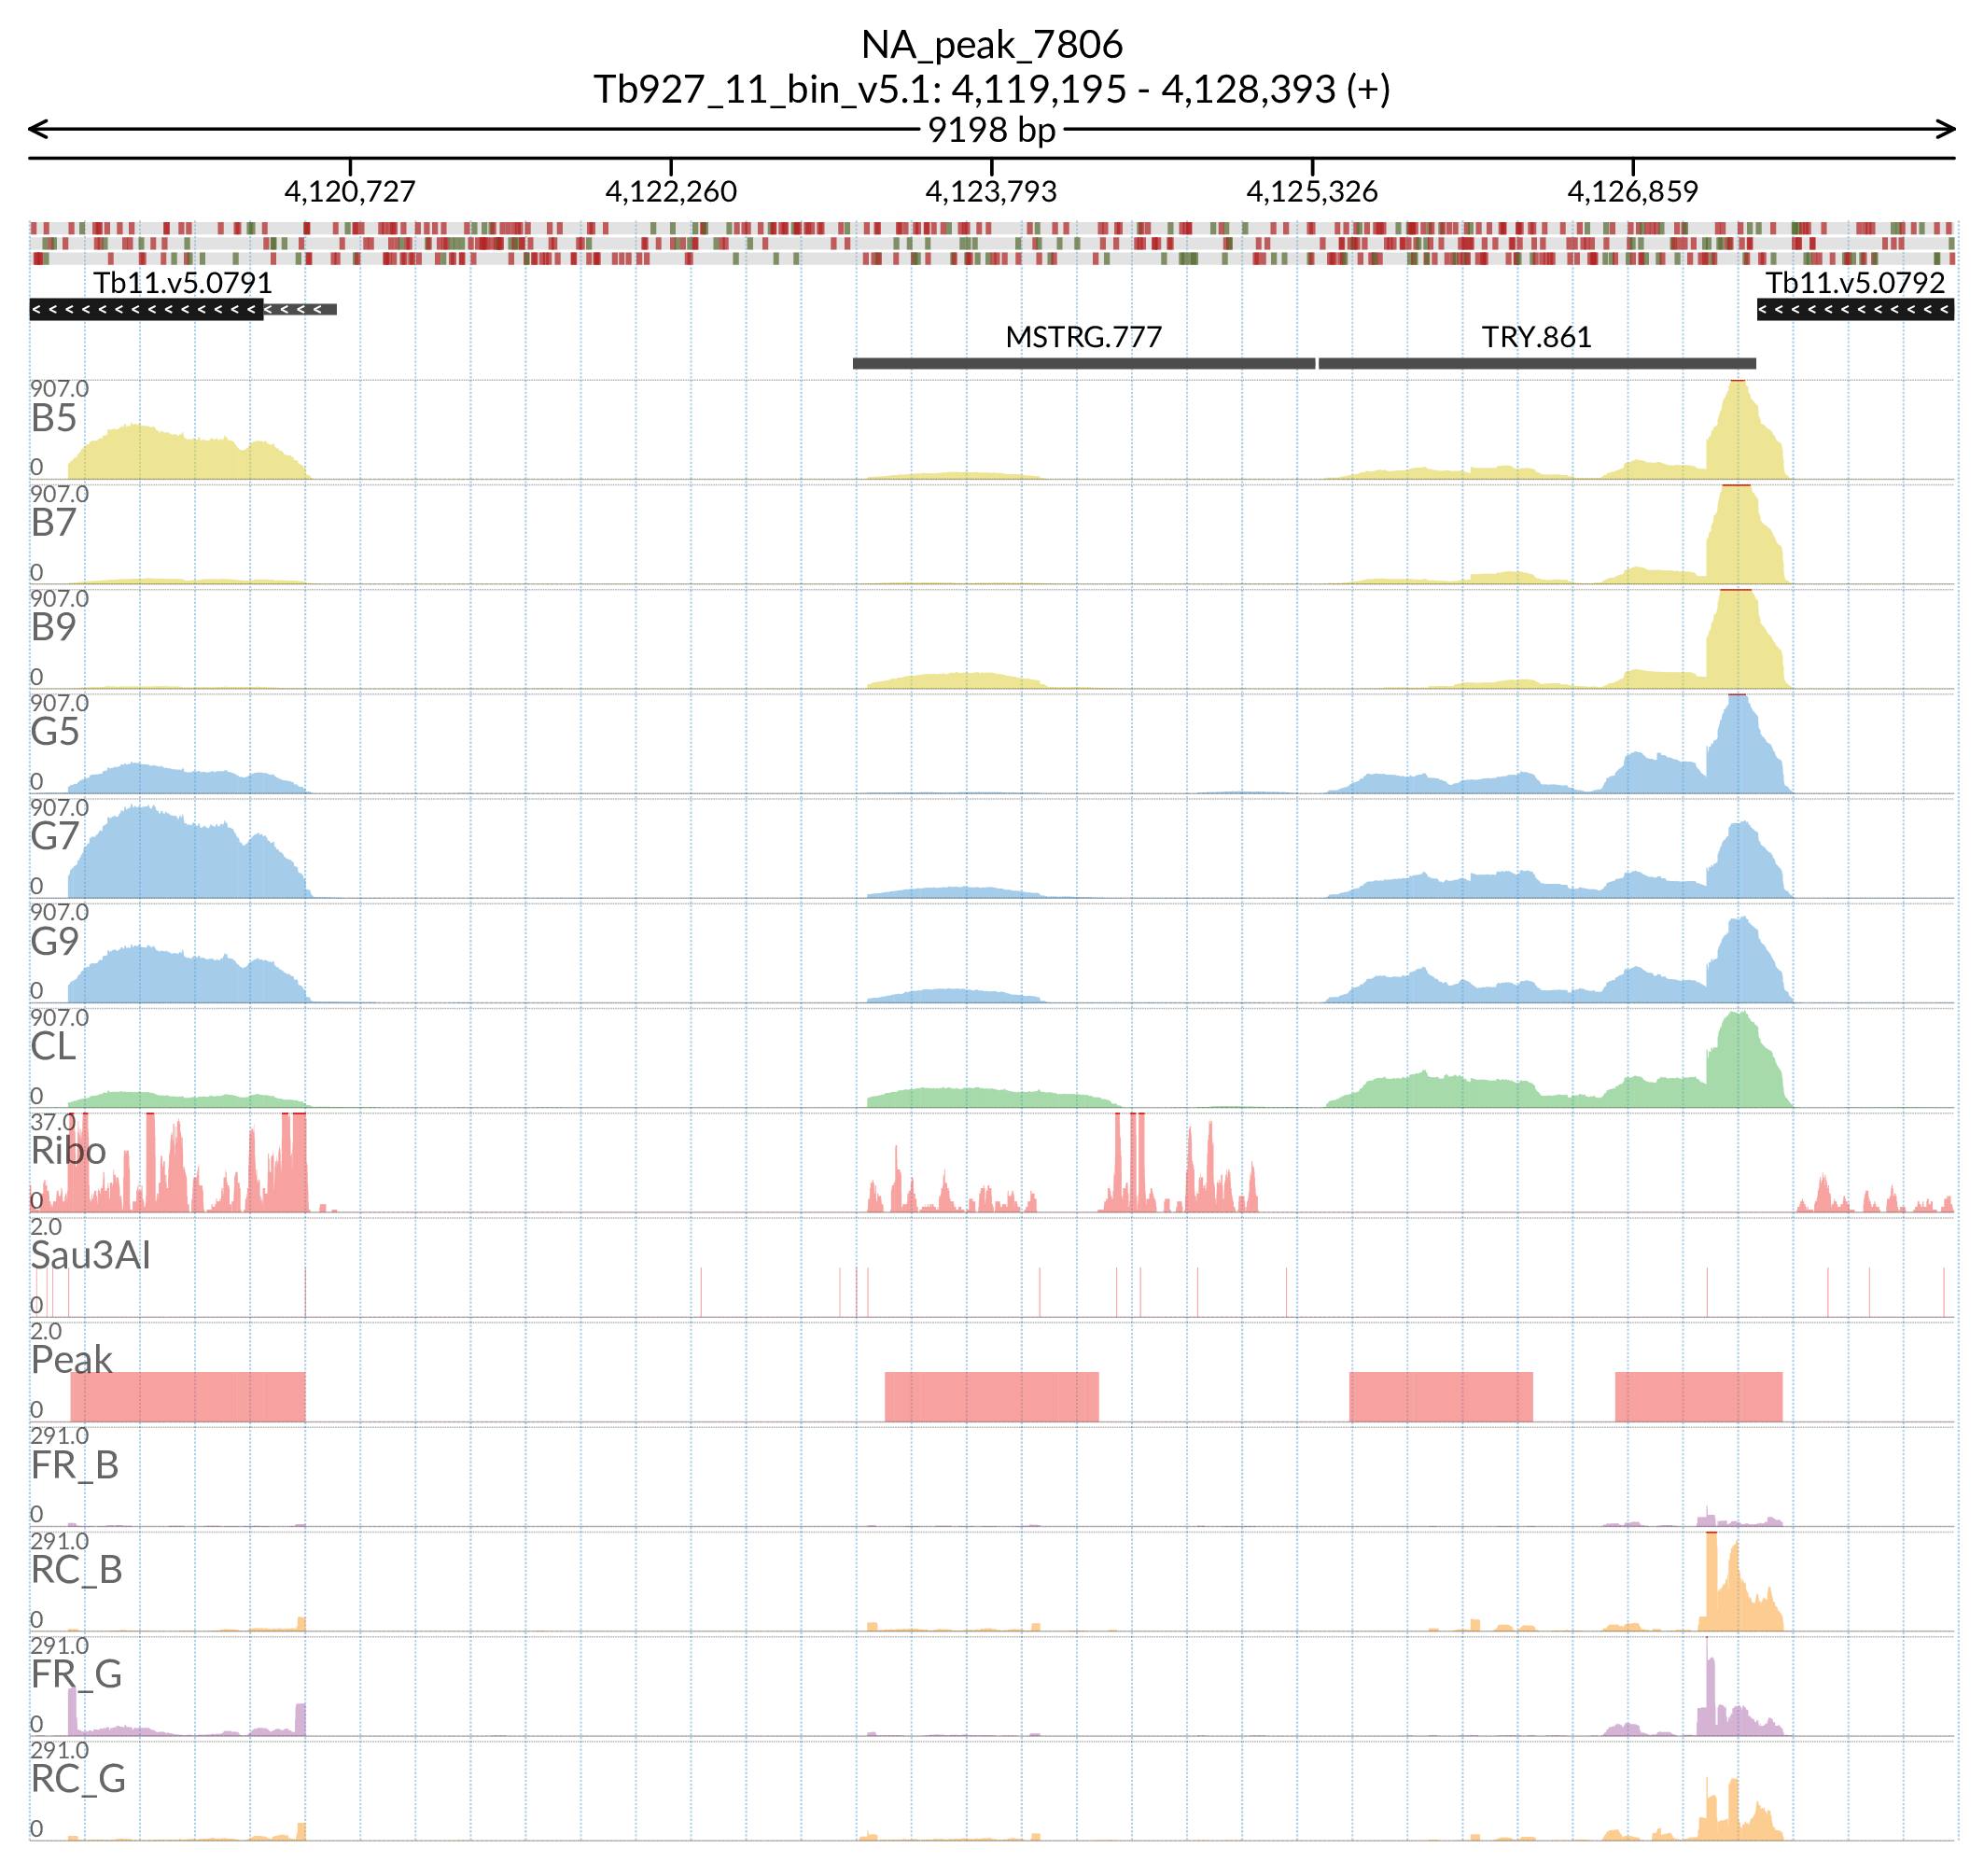 NA_peak_7806
Tb927_11_bin_v5.1: 4,119,195 - 4,128,393 (+)
9198 bp
4,120,727 4,122,260 4,123,793 4,125,326 4,126,859
Tb11.v5.0791 Tb11.v5.0792
MSTRG.777 TRY.861
907.0
B5
0
907.0
B7
0
907.0
B9
0
907.0
G5
0
907.0
G7
0
907.0
G9
0
907.0
CL
0
37.0
Ribo
0
2.0
Sau3AI
0
2.0
Peak
0
291.0
FR_B
0
291.0
RC_B
0
291.0
FR_G
0
291.0
RC_G
0